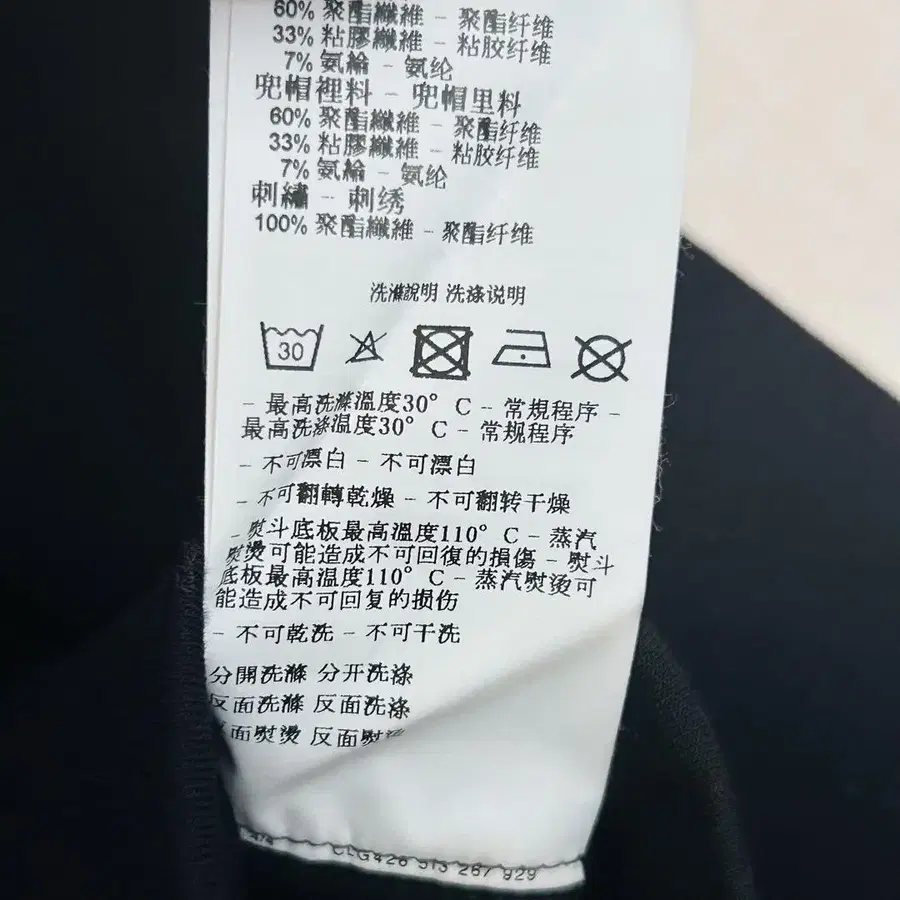 60% 聚酯纖維 - 聚酯纤维
33% 粘膠纖維 - 粘胶纤维
7% 氨綸 - 氨纶
兜帽裡料 - 兜帽里料
60% 聚酯纖維 - 聚酯纤维
33% 粘膠纖維 - 粘胶纤维
7% 氨綸 - 氨纶
刺繡 - 刺绣
100% 聚酯纖維 - 聚酯纤维
洗滌說明 洗涤说明
30
- 最高洗滌溫度30° C - 常規程序 -
最高洗涤温度30° C - 常规程序
- 不可漂白 - 不可漂白
- 不可翻轉乾燥 - 不可翻转干燥
- 熨斗底板最高溫度110° C - 蒸汽
熨燙可能造成不可回復的損傷 - 熨斗
底板最高温度110° C - 蒸汽熨烫可
能造成不可回复的损伤
- 不可乾洗 - 不可干洗
分開洗滌 分开洗涤
反面洗滌 反面洗涤
反面熨燙 反面熨